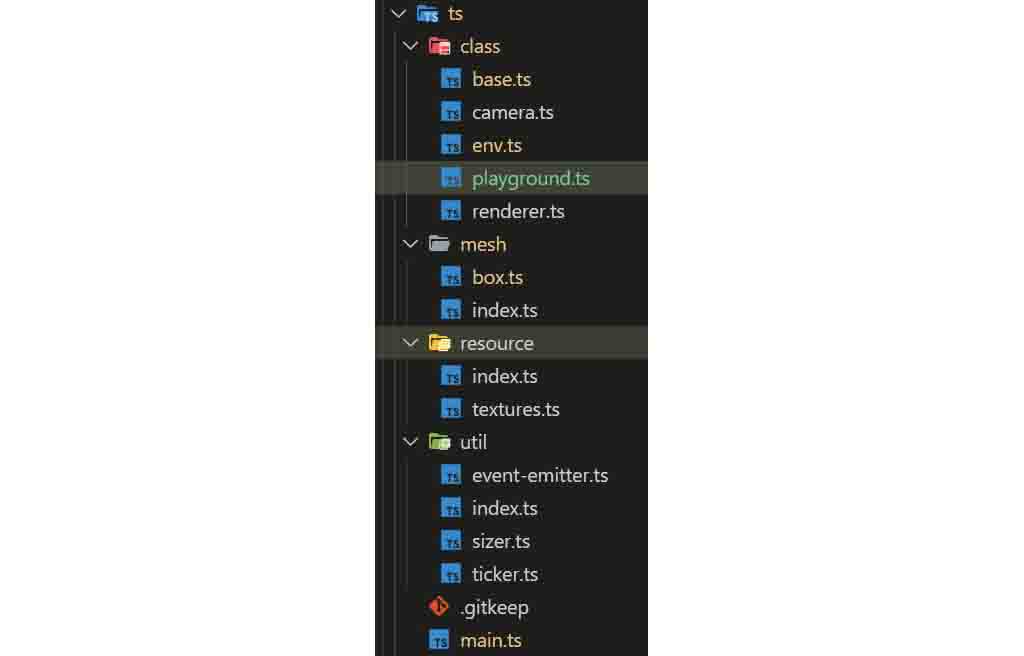 ts
class
base.ts
camera.ts
env.ts
playground.ts
renderer.ts
mesh
box.ts
index.ts
resource
index.ts
textures.ts
util
event-emitter.ts
index.ts
sizer.ts
ticker.ts
.gitkeep
main.ts